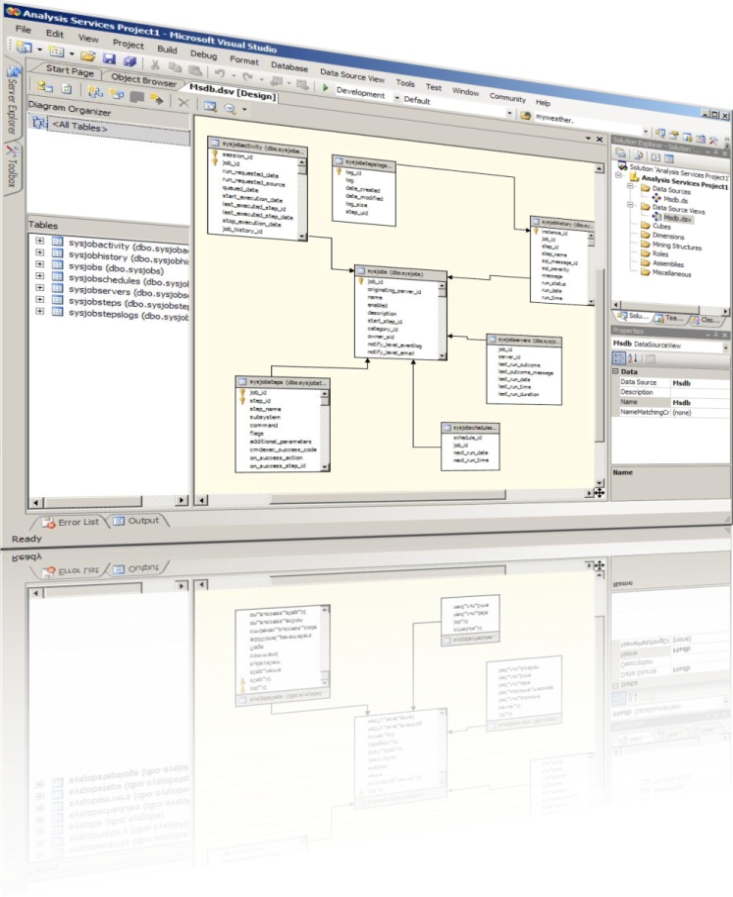 Analysis Services Project1 - Microsoft Visual Studio
File Edit View Project Build Debug Format Database Data Source View Tools Test Window Community Help
Development Default myweather.
Start Page Object Browser Msdb.dsv [Design]
Server Explorer
Toolbox
Diagram Organizer
<All Tables>
Tables
sysjobactivity (dbo.sysjoba
sysjobhistory (dbo.sysjobhis
sysjobs (dbo.sysjobs)
sysjobschedules (dbo.sysjob
sysjobservers (dbo.sysjobse
sysjobsteps (dbo.sysjobstep
sysjobstepslogs (dbo.sysjobl
sysjobactivity (dbo.sysjoba...
session_id
job_id
run_requested_date
run_requested_source
queued_date
start_execution_date
last_executed_step_id
last_executed_step_date
stop_execution_date
job_history_id
sysjobstepslogs...
log_id
log
date_created
date_modified
log_size
step_uid
sysjobhistory (dbo.sys
instance_id
job_id
step_id
step_name
sql_message_id
sql_severity
message
run_status
run_date
run_time
sysjobs (dbo.sysjobs)
job_id
originating_server_id
name
enabled
description
start_step_id
category_id
owner_sid
notify_level_eventlog
notify_level_email
sysjobservers (dbo.sysjo
job_id
server_id
last_run_outcome
last_outcome_message
last_run_date
last_run_time
last_run_duration
sysjobsteps (dbo.sysjobst...
job_id
step_id
step_name
subsystem
command
flags
additional_parameters
cmdexec_success_code
on_success_action
on_success_step_id
sysjobschedules...
schedule_id
job_id
next_run_date
next_run_time
Solution Explorer - Solution
Solution 'Analysis Services Project1'
Analysis Services Project1
Data Sources
Msdb.ds
Data Source Views
Msdb.dsv
Cubes
Dimensions
Mining Structures
Roles
Assemblies
Miscellaneous
Solu... Tea... Clas...
Properties
Msdb DataSourceView
Data
Data Source Msdb
Description
Name Msdb
NameMatchingCri (none)
Name
Error List Output
Ready